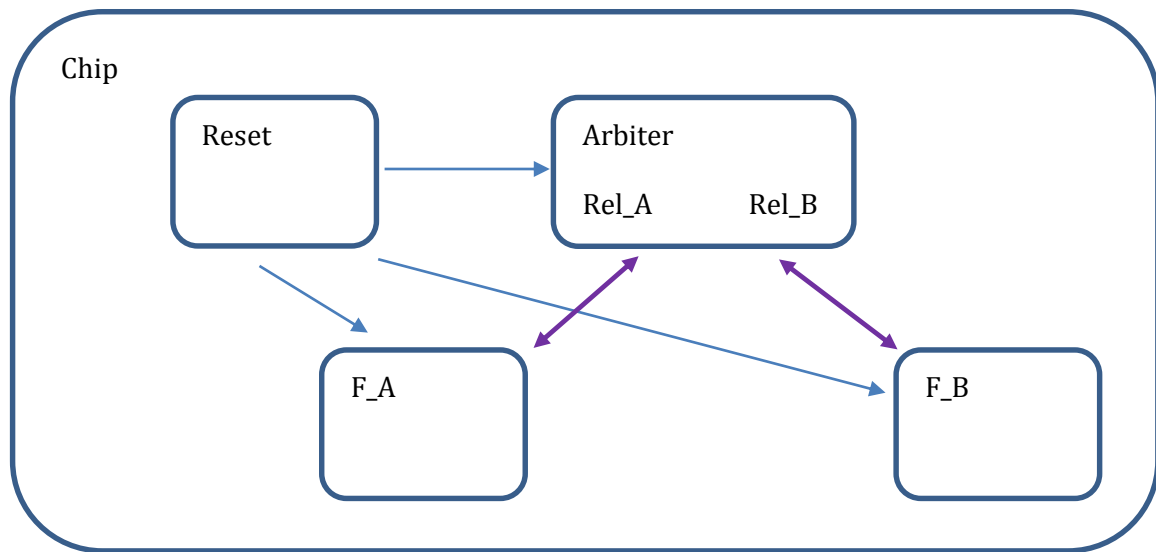 Chip
Reset
Arbiter
Rel_A Rel_B
F_A
F_B